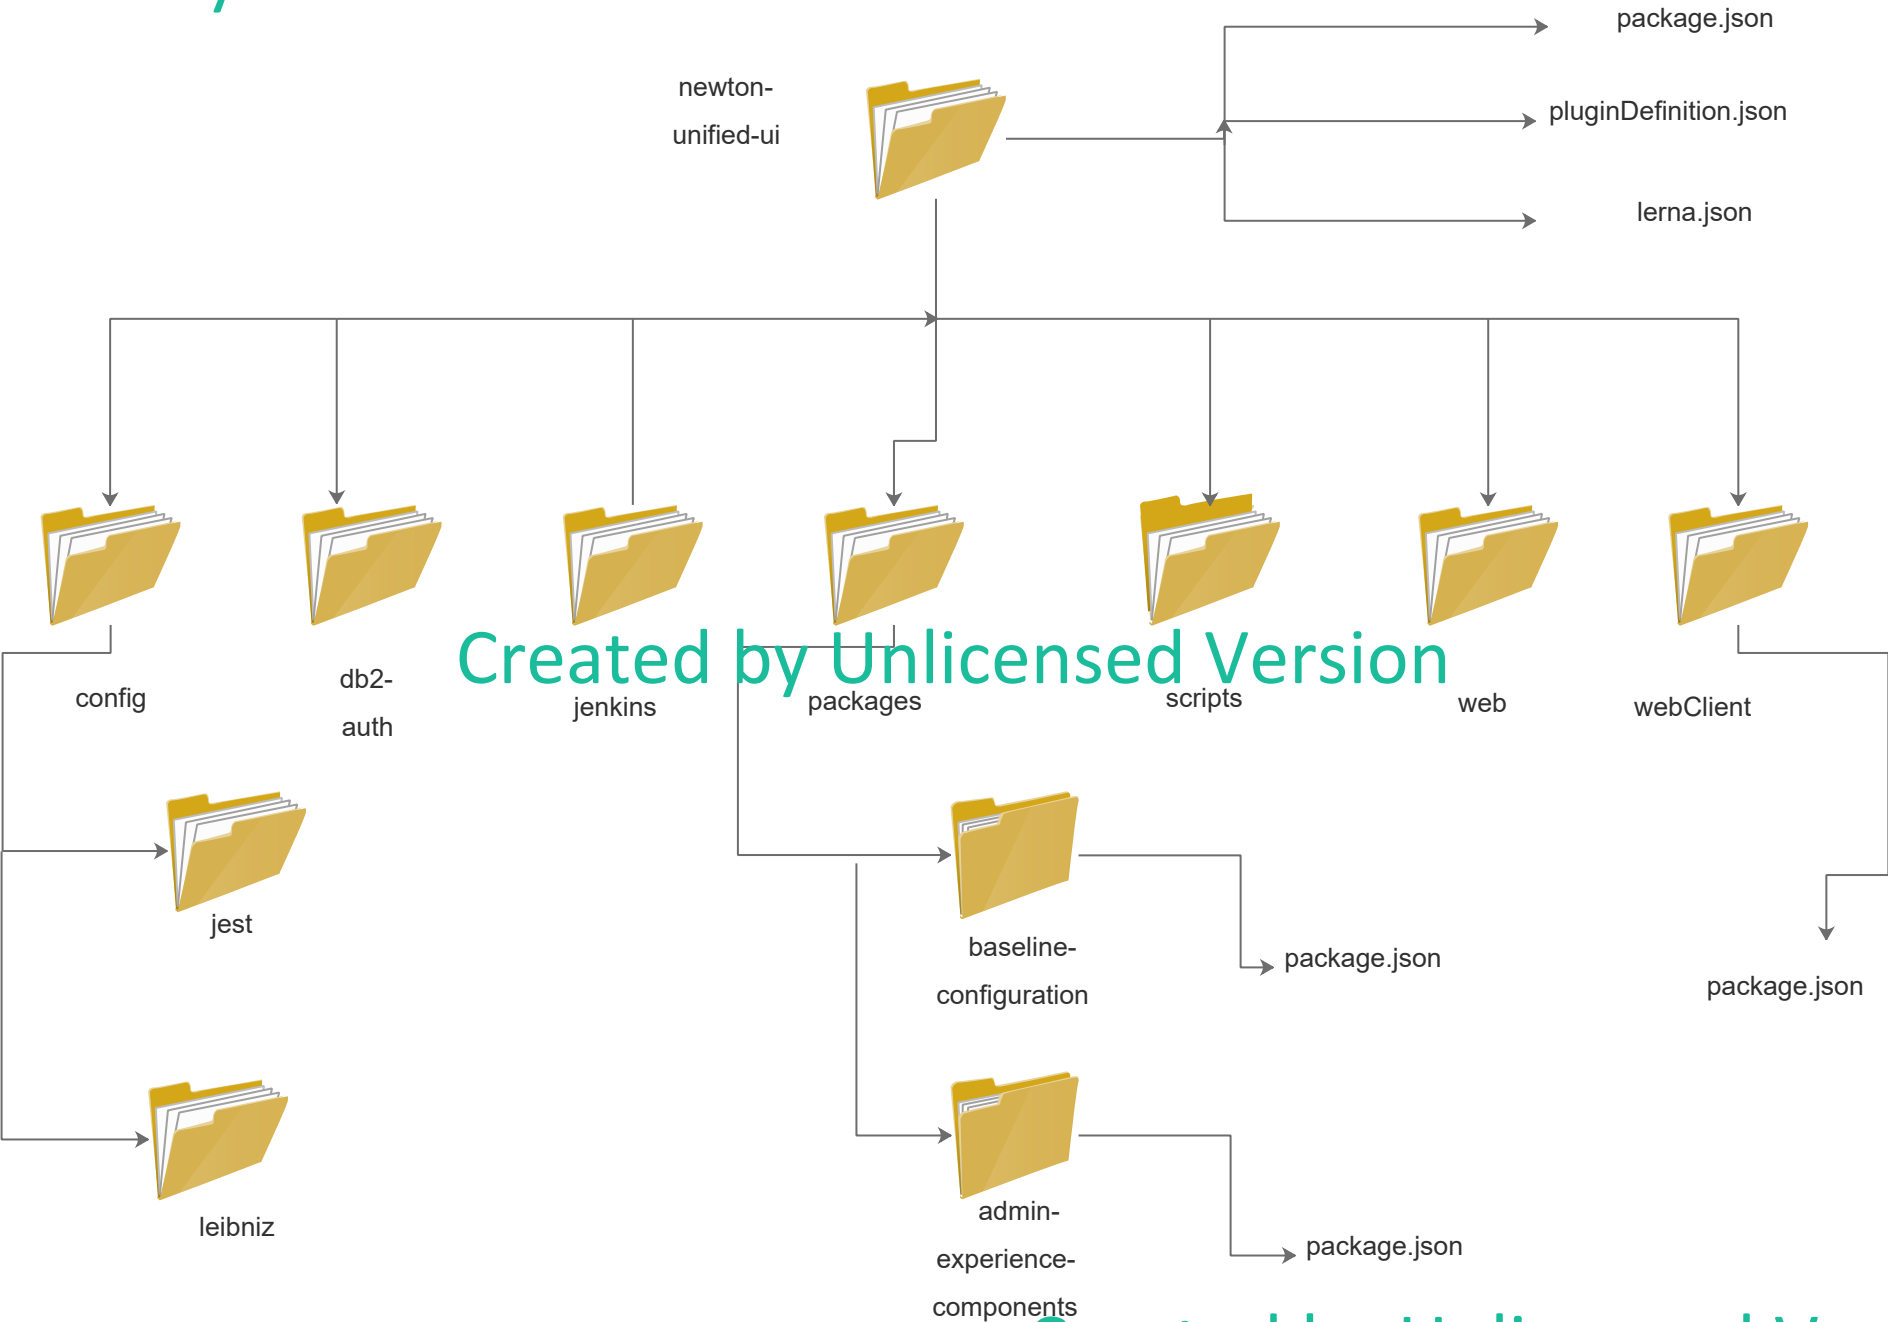 package.json
newton-
unified-ui
pluginDefinition.json
lerna.json
Created by Unlicensed Version
config
db2-
auth
jenkins
packages
scripts
web
webClient
jest
baseline-
configuration
package.json
package.json
leibniz
admin-
experience-
components
package.json